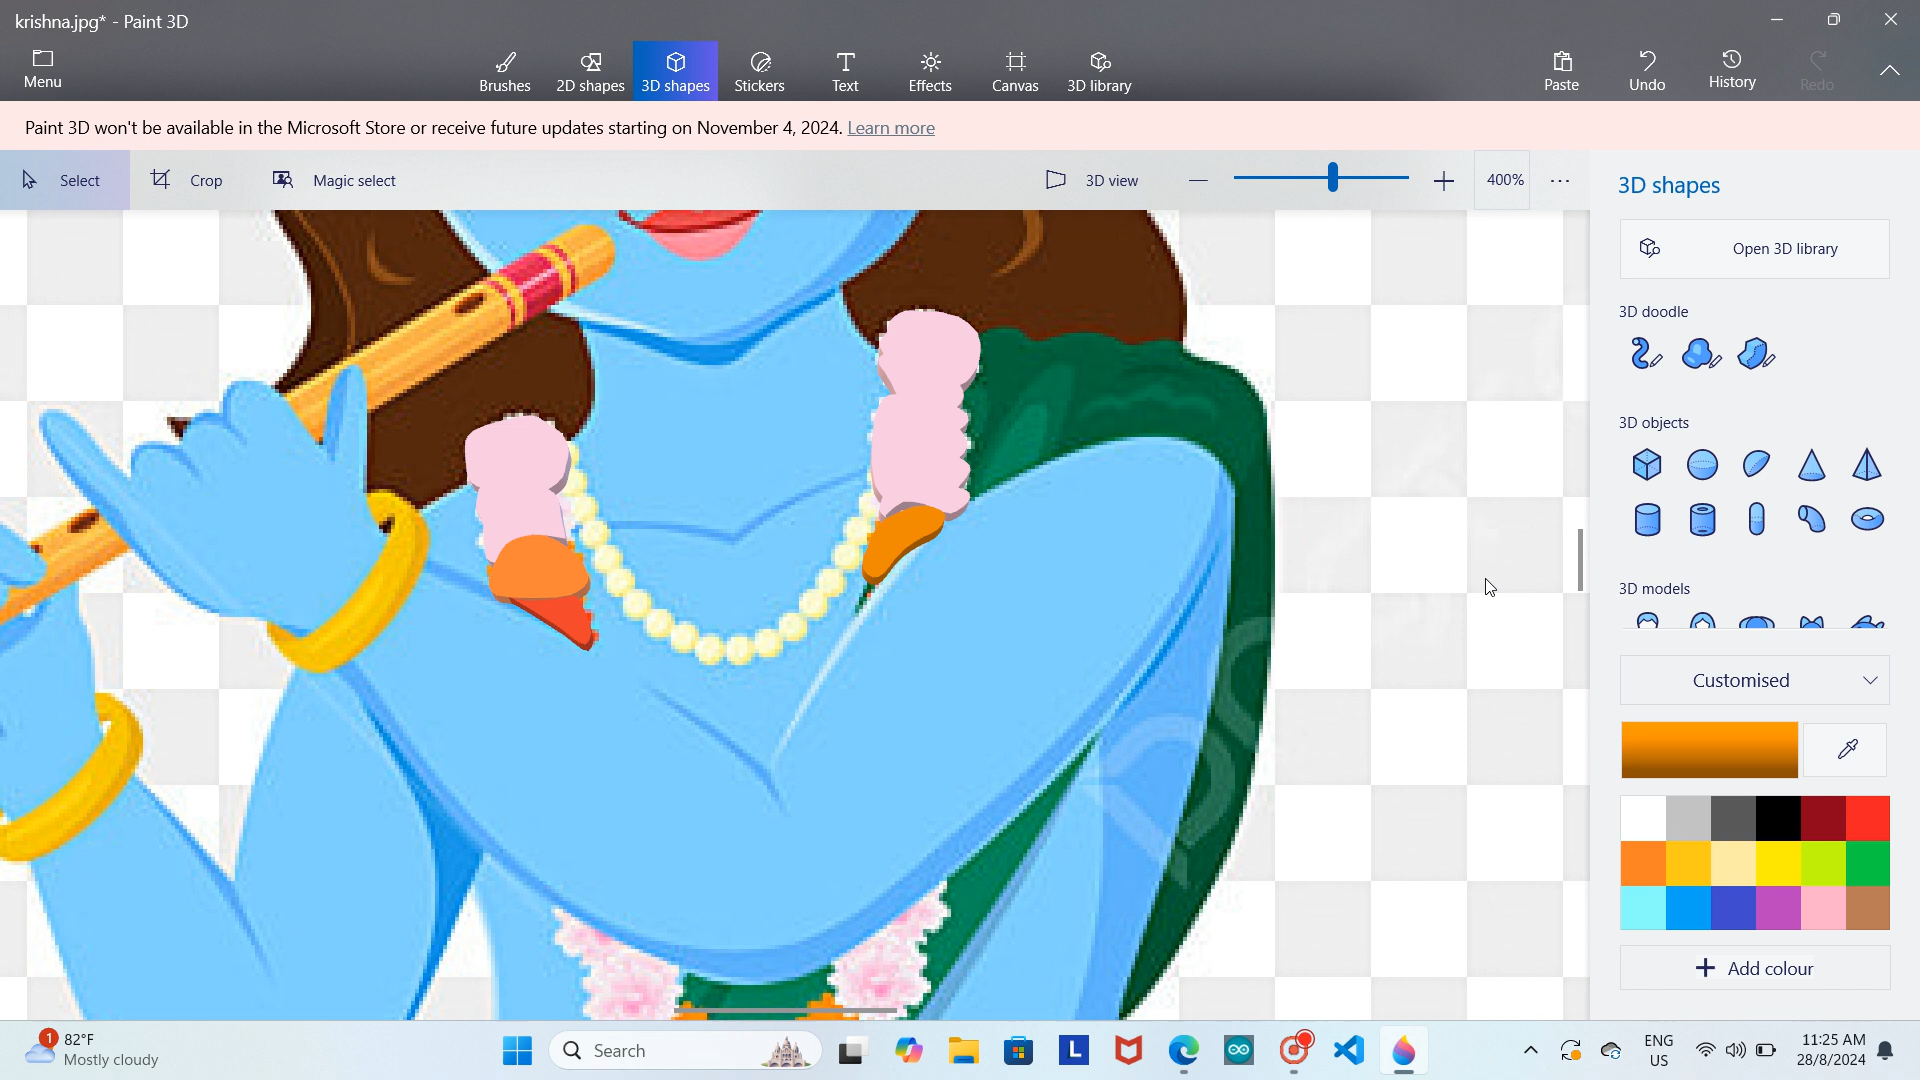 krishna.jpg* - Paint 3D
Menu
Brushes
2D shapes
3D shapes
Stickers
Text
Effects
Canvas
3D library
Paste
Undo
History
Redo
Paint 3D won't be available in the Microsoft Store or receive future updates starting on November 4, 2024. Learn more
Select
Crop
Magic select
3D view
400%
3D shapes
Open 3D library
3D doodle
3D objects
3D models
Customised
Add colour
1
82°F
Mostly cloudy
Search
L
ENG
US
11:25 AM
28/8/2024